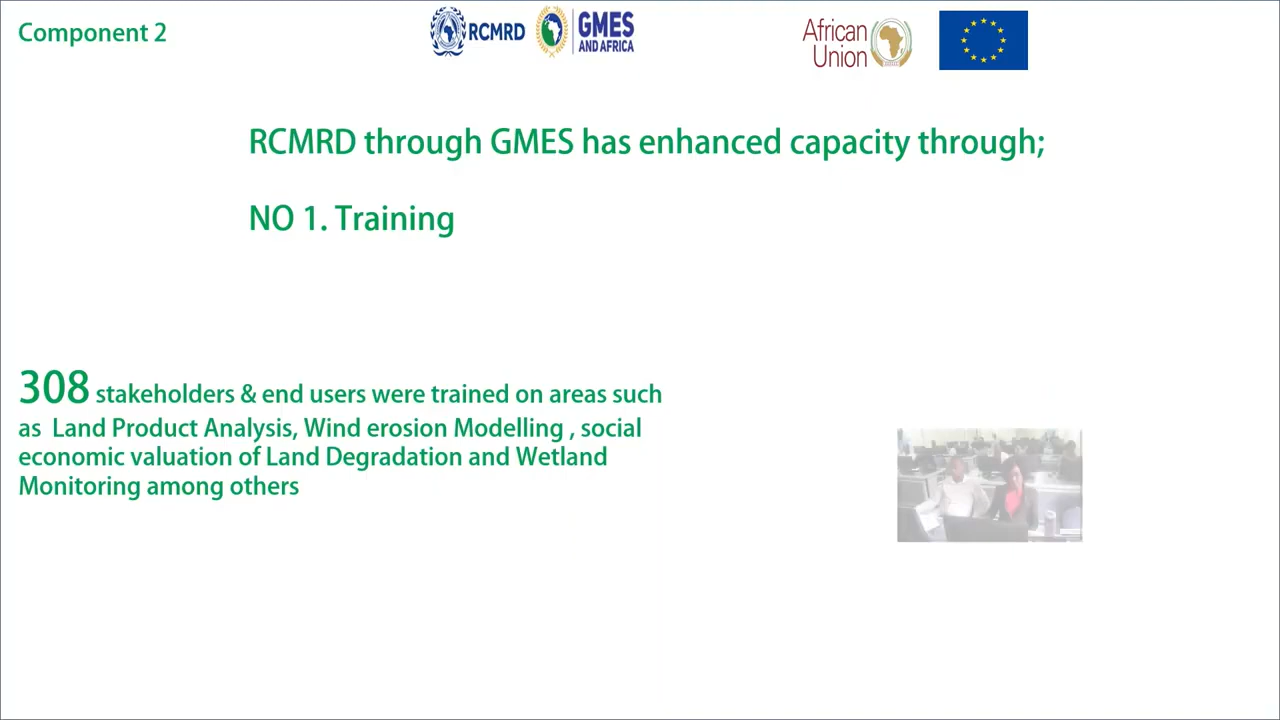 Component 2
RCMRD
GMES
AND AFRICA
African
Union
RCMRD through GMES has enhanced capacity through;
NO 1. Training
308 stakeholders & end users were trained on areas such
as Land Product Analysis, Wind erosion Modelling , social
economic valuation of Land Degradation and Wetland
Monitoring among others